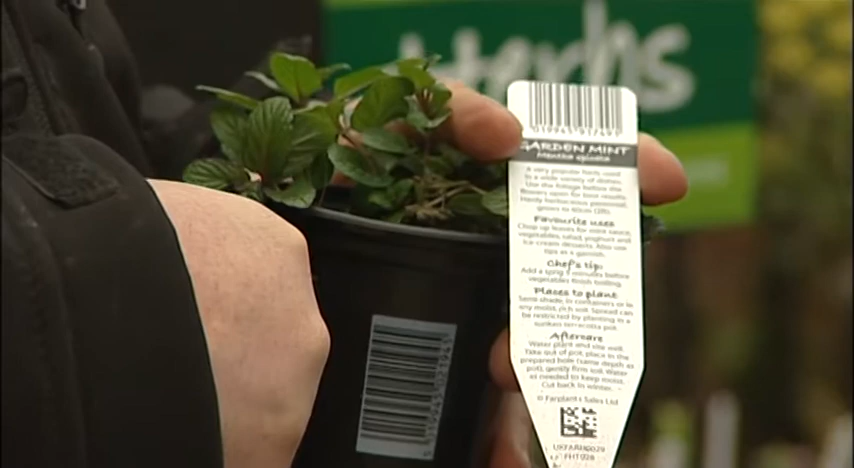 Herbs
GARDEN MINT
Mentha spicata
A very popular herb used
in a wide variety of dishes.
Use the foliage before the
flowers open for best results.
Hardy herbaceous perennial,
grows to 60cm (2ft).
Favourite uses
Chop up leaves for mint sauce,
vegetables, salad, yoghurt and
ice-cream desserts. Also use
tips as a garnish.
Chef's tip:
Add a sprig 5 minutes before
vegetables finish boiling.
Places to plant
Semi shade, in containers or in
any moist, rich soil. Spread can
be restricted by planting in a
sunken terracotta pot.
Aftercare
Water plant and site well.
Take out of pot, place in the
prepared hole (same depth as
pot), gently firm soil. Water
as needed to keep moist.
Cut back in winter.
© Farplants Sales Ltd